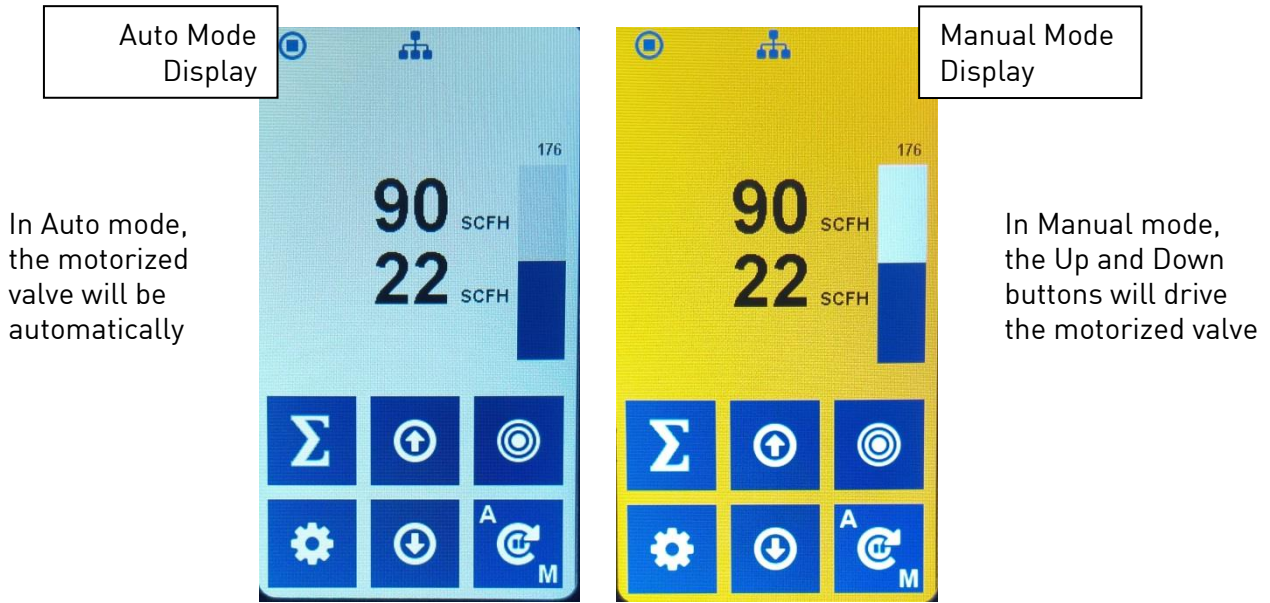 Auto Mode
Display
Manual Mode
Display
In Auto mode,
the motorized
valve will be
automatically
176
90 SCFH
22 SCFH
Σ
A
M
176
90 SCFH
22 SCFH
Σ
A
M
In Manual mode,
the Up and Down
buttons will drive
the motorized valve